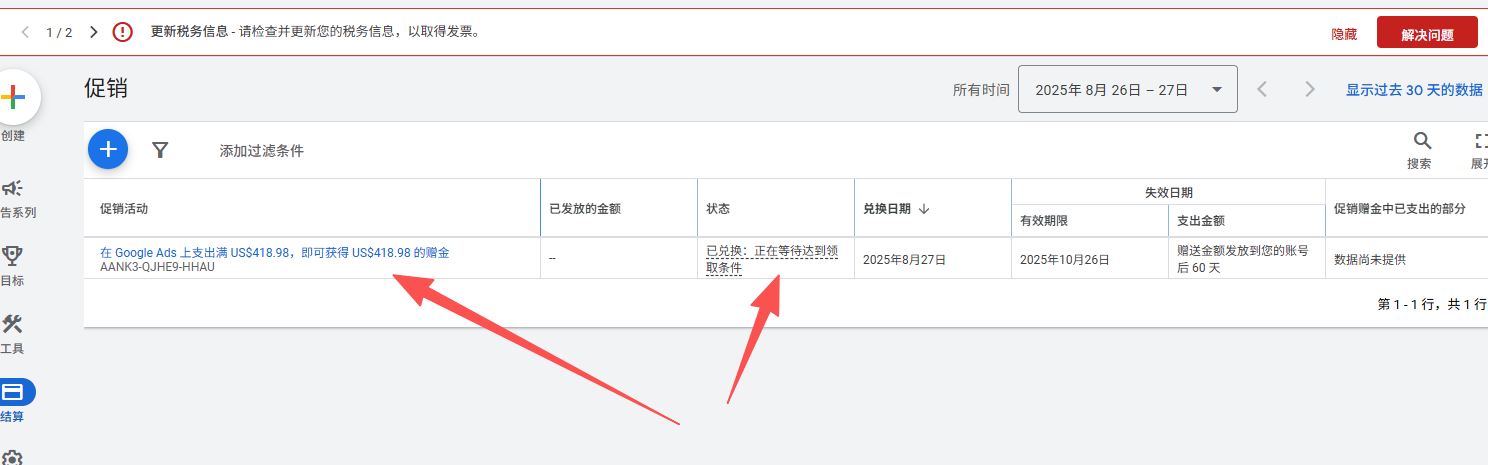 1 / 2 更新税务信息 - 请检查并更新您的税务信息，以取得发票。 隐藏 解决问题
促销 所有时间 2025年 8月 26日 – 27日 显示过去 30 天的数据
创建
添加过滤条件 搜索 展开
告系列
促销活动 已发放的金额 状态 兑换日期 失效日期 促销赠金中已支出的部分
有效期限 支出金额
在 Google Ads 上支出满 US$418.98，即可获得 US$418.98 的赠金 -- 已兑换：正在等待达到领 2025年8月27日 2025年10月26日 赠送金额发放到您的账号 数据尚未提供
AANK3-QJHE9-HHAU 取条件 后 60 天
目标
第 1 - 1 行，共 1 行
工具
结算